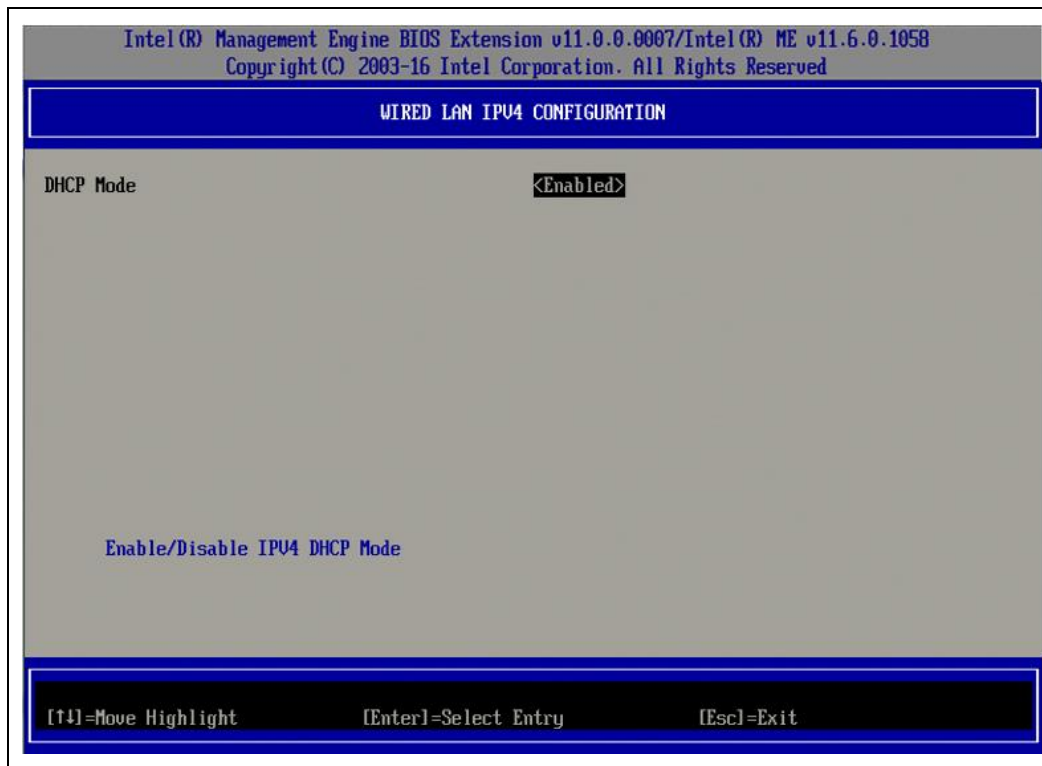 Intel(R) Management Engine BIOS Extension v11.0.0.0007/Intel(R) ME v11.6.0.1058
Copyright(C) 2003-16 Intel Corporation. All Rights Reserved
WIRED LAN IPV4 CONFIGURATION
DHCP Mode <Enabled>
Enable/Disable IPV4 DHCP Mode
[↑↓]=Move Highlight [Enter]=Select Entry [Esc]=Exit